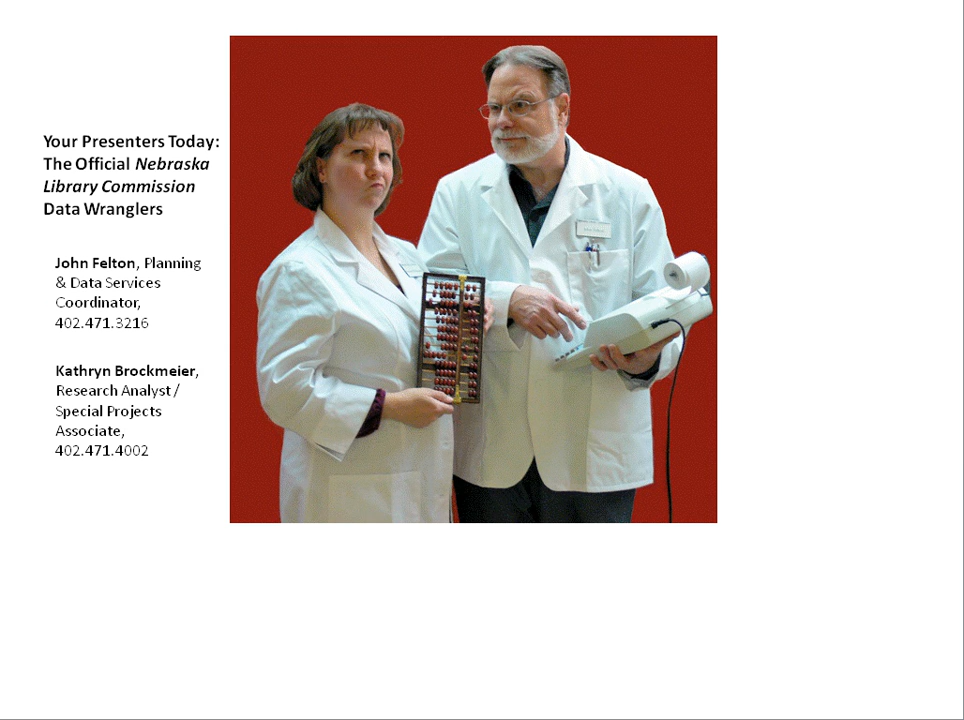 Your Presenters Today:
The Official Nebraska
Library Commission
Data Wranglers
John Felton, Planning
& Data Services
Coordinator,
402.471.3216
Kathryn Brockmeier,
Research Analyst /
Special Projects
Associate,
402.471.4002